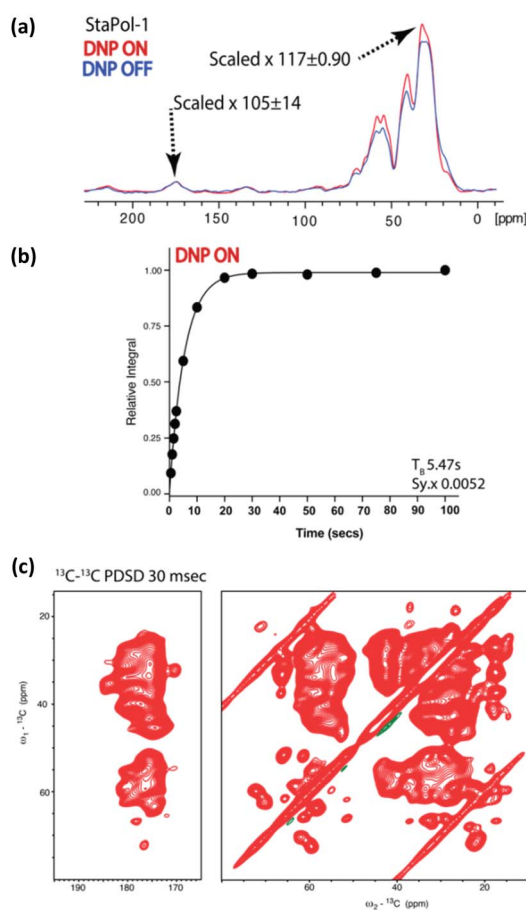 (a)
StaPol-1
DNP ON
DNP OFF
Scaled x 117±0.90
Scaled x 105±14
200 150 100 50 0 [ppm]
(b)
DNP ON
1.00
0.75
0.50
0.25
0.00
Relative Integral
T_B 5.47s
Sy.x 0.0052
0 10 20 30 40 50 60 70 80 90 100
Time (secs)
(c)
¹³C-¹³C PDSD 30 msec
ω₁ - ¹³C (ppm)
20
40
60
190 180 170
60 40 20
ω₂ - ¹³C (ppm)